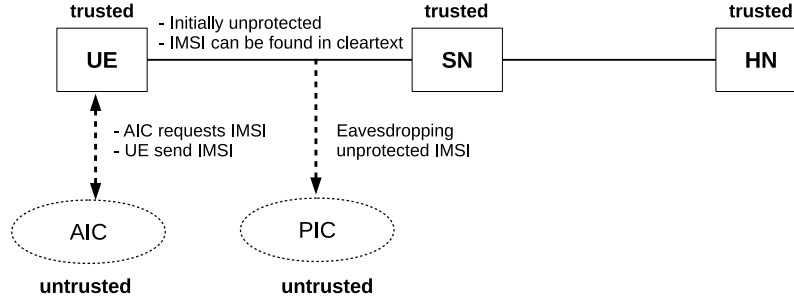 trusted
trusted
trusted
- Initially unprotected
- IMSI can be found in cleartext
UE
SN
HN
- AIC requests IMSI
- UE send IMSI
Eavesdropping
unprotected IMSI
AIC
PIC
untrusted
untrusted